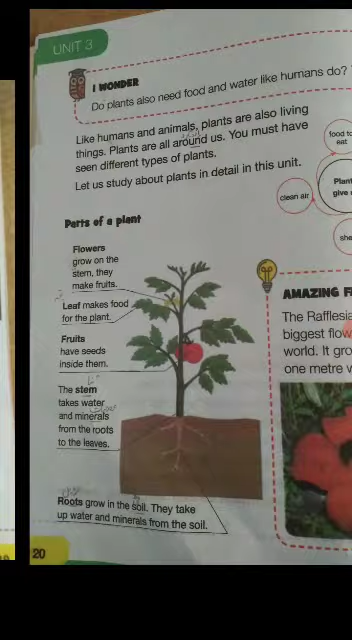 UNIT 3
I WONDER
Do plants also need food and water like humans do?
Like humans and animals, plants are also living
things. Plants are all around us. You must have
seen different types of plants.
Let us study about plants in detail in this unit.
food to
eat
clean air
Plant
give
she
Parts of a plant
Flowers
grow on the
stem, they
make fruits.
Leaf makes food
for the plant.
Fruits
have seeds
inside them.
The stem
takes water
and minerals
from the roots
to the leaves.
Roots grow in the soil. They take
up water and minerals from the soil.
AMAZING F
The Rafflesia
biggest flow
world. It gro
one metre w
20